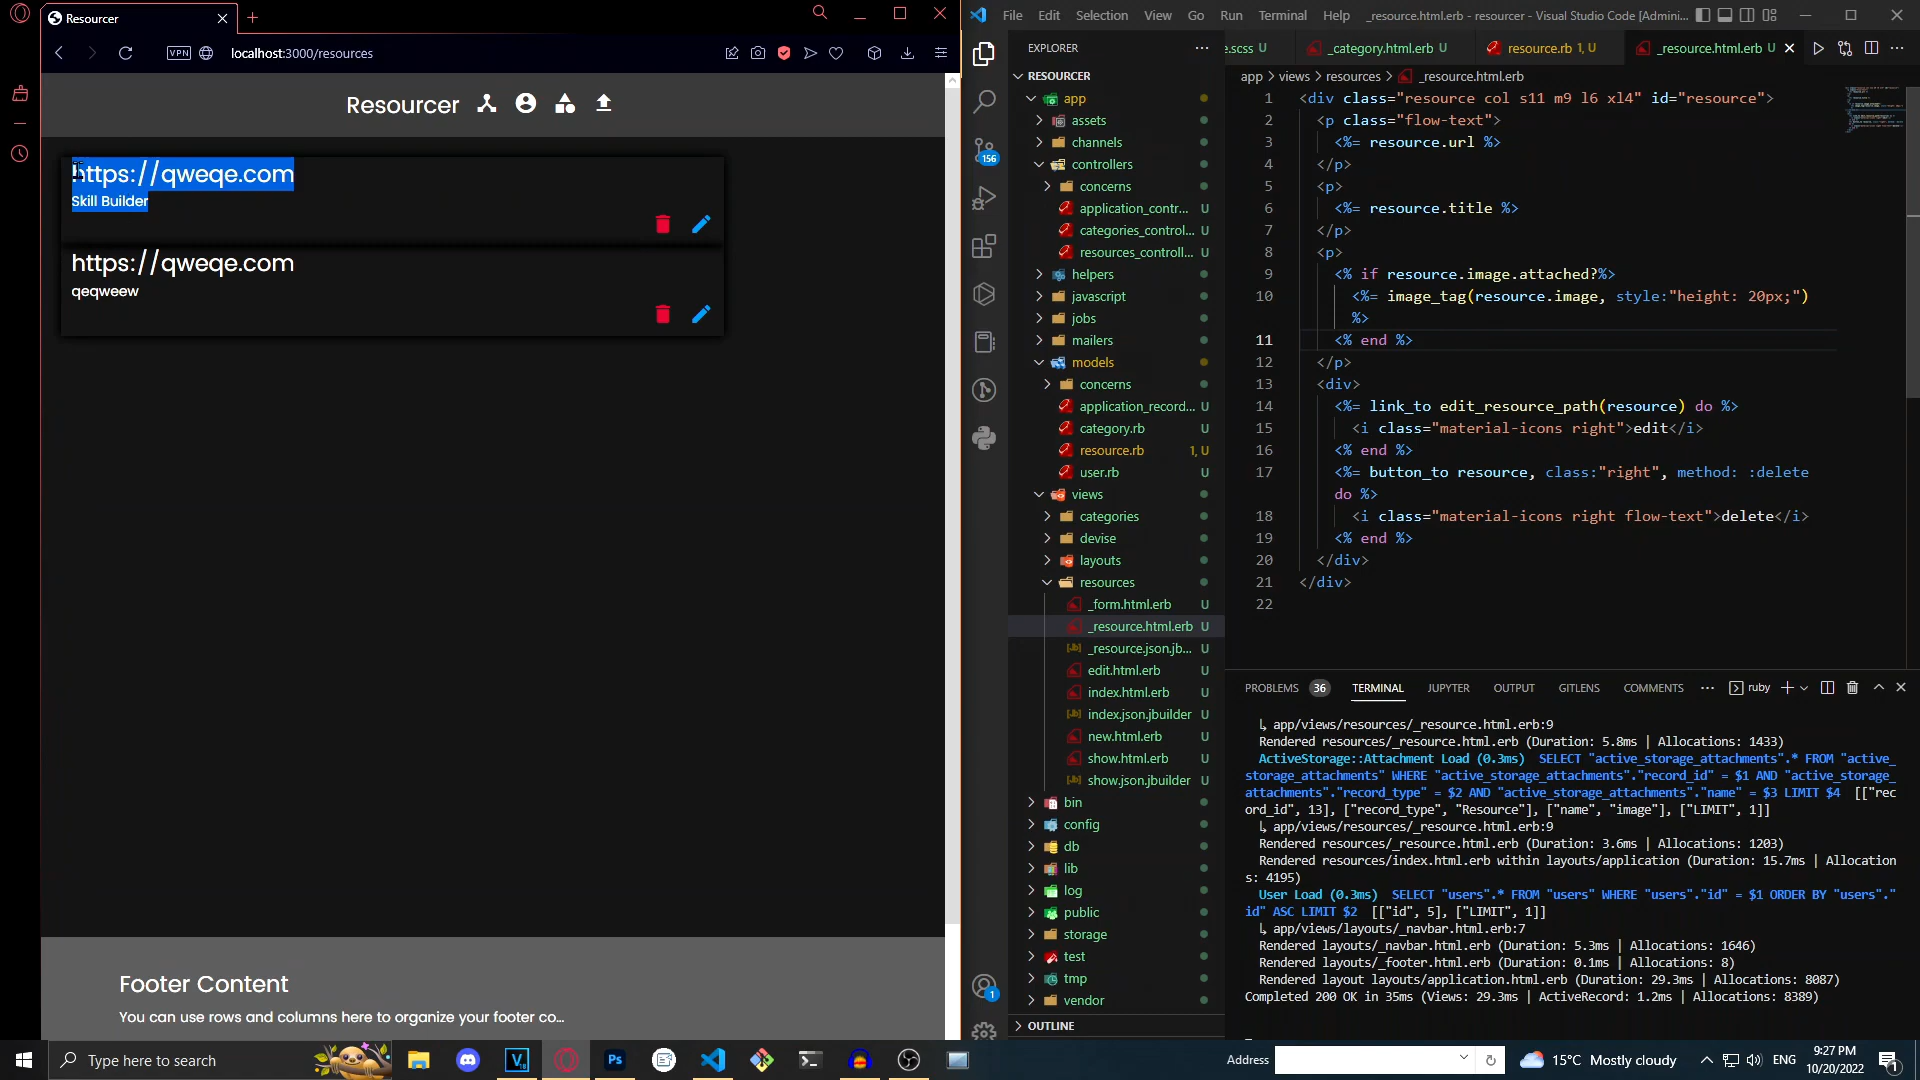 Resourcer
VPN
localhost:3000/resources
Resourcer
https://qweqe.com
Skill Builder
https://qweqe.com
qeqweew
Footer Content
You can use rows and columns here to organize your footer co...
File Edit Selection View Go Run Terminal Help
_resource.html.erb - resourcer - Visual Studio Code [Admini...
EXPLORER
RESOURCER
app
assets
channels
controllers
concerns
application_contr... U
categories_control... U
resources_controll... U
helpers
javascript
jobs
mailers
models
concerns
application_record... U
category.rb U
resource.rb 1, U
user.rb U
views
categories
devise
layouts
resources
_form.html.erb U
_resource.html.erb U
_resource.json.jb... U
edit.html.erb U
index.html.erb U
index.json.jbuilder U
new.html.erb U
show.html.erb U
show.json.jbuilder U
bin
config
db
lib
log
public
storage
test
tmp
vendor
OUTLINE
156
1
e.scss U
_category.html.erb U
resource.rb 1, U
_resource.html.erb U
app > views > resources > _resource.html.erb
1 <div class="resource col s11 m9 l6 xl4" id="resource">
2 <p class="flow-text">
3 <%= resource.url %>
4 </p>
5 <p>
6 <%= resource.title %>
7 </p>
8 <p>
9 <% if resource.image.attached?%>
10 <%= image_tag(resource.image, style:"height: 20px;")
%>
11 <% end %>
12 </p>
13 <div>
14 <%= link_to edit_resource_path(resource) do %>
15 <i class="material-icons right">edit</i>
16 <% end %>
17 <%= button_to resource, class:"right", method: :delete
do %>
18 <i class="material-icons right flow-text">delete</i>
19 <% end %>
20 </div>
21 </div>
22
PROBLEMS 36 TERMINAL JUPYTER OUTPUT GITLENS COMMENTS ... ruby
↳ app/views/resources/_resource.html.erb:9
Rendered resources/_resource.html.erb (Duration: 5.8ms | Allocations: 1433)
ActiveStorage::Attachment Load (0.3ms) SELECT "active_storage_attachments".* FROM "active_
storage_attachments" WHERE "active_storage_attachments"."record_id" = $1 AND "active_storage_
attachments"."record_type" = $2 AND "active_storage_attachments"."name" = $3 LIMIT $4 [["rec
ord_id", 13], ["record_type", "Resource"], ["name", "image"], ["LIMIT", 1]]
↳ app/views/resources/_resource.html.erb:9
Rendered resources/_resource.html.erb (Duration: 3.6ms | Allocations: 1203)
Rendered resources/index.html.erb within layouts/application (Duration: 15.7ms | Allocation
s: 4195)
User Load (0.3ms) SELECT "users".* FROM "users" WHERE "users"."id" = $1 ORDER BY "users"."
id" ASC LIMIT $2 [["id", 5], ["LIMIT", 1]]
↳ app/views/layouts/_navbar.html.erb:7
Rendered layouts/_navbar.html.erb (Duration: 5.3ms | Allocations: 1646)
Rendered layouts/_footer.html.erb (Duration: 0.1ms | Allocations: 8)
Rendered layout layouts/application.html.erb (Duration: 29.3ms | Allocations: 8087)
Completed 200 OK in 35ms (Views: 29.3ms | ActiveRecord: 1.2ms | Allocations: 8389)
Type here to search
Ps
Address
15°C Mostly cloudy
ENG
9:27 PM
10/20/2022
1